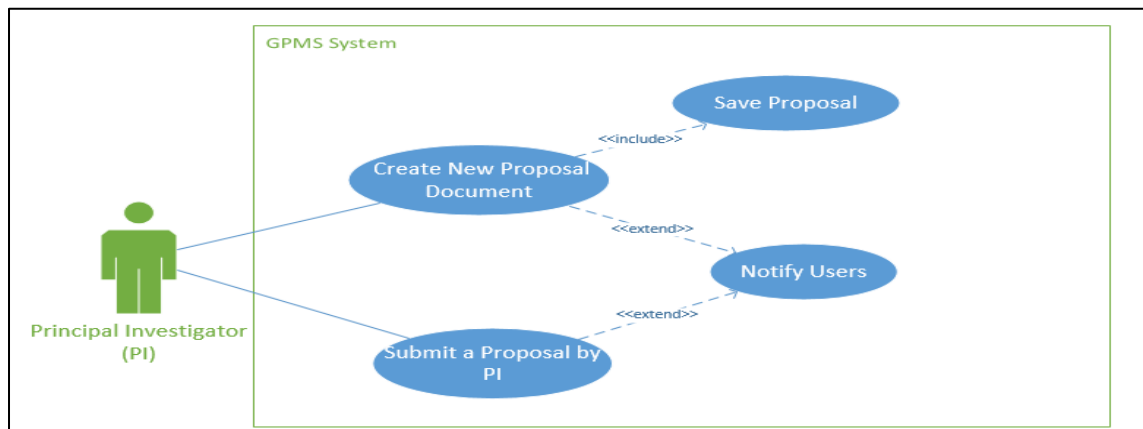 GPMS System
Save Proposal
<<include>>
Create New Proposal
Document
<<extend>>
Notify Users
<<extend>>
Principal Investigator
(PI)
Submit a Proposal by
PI